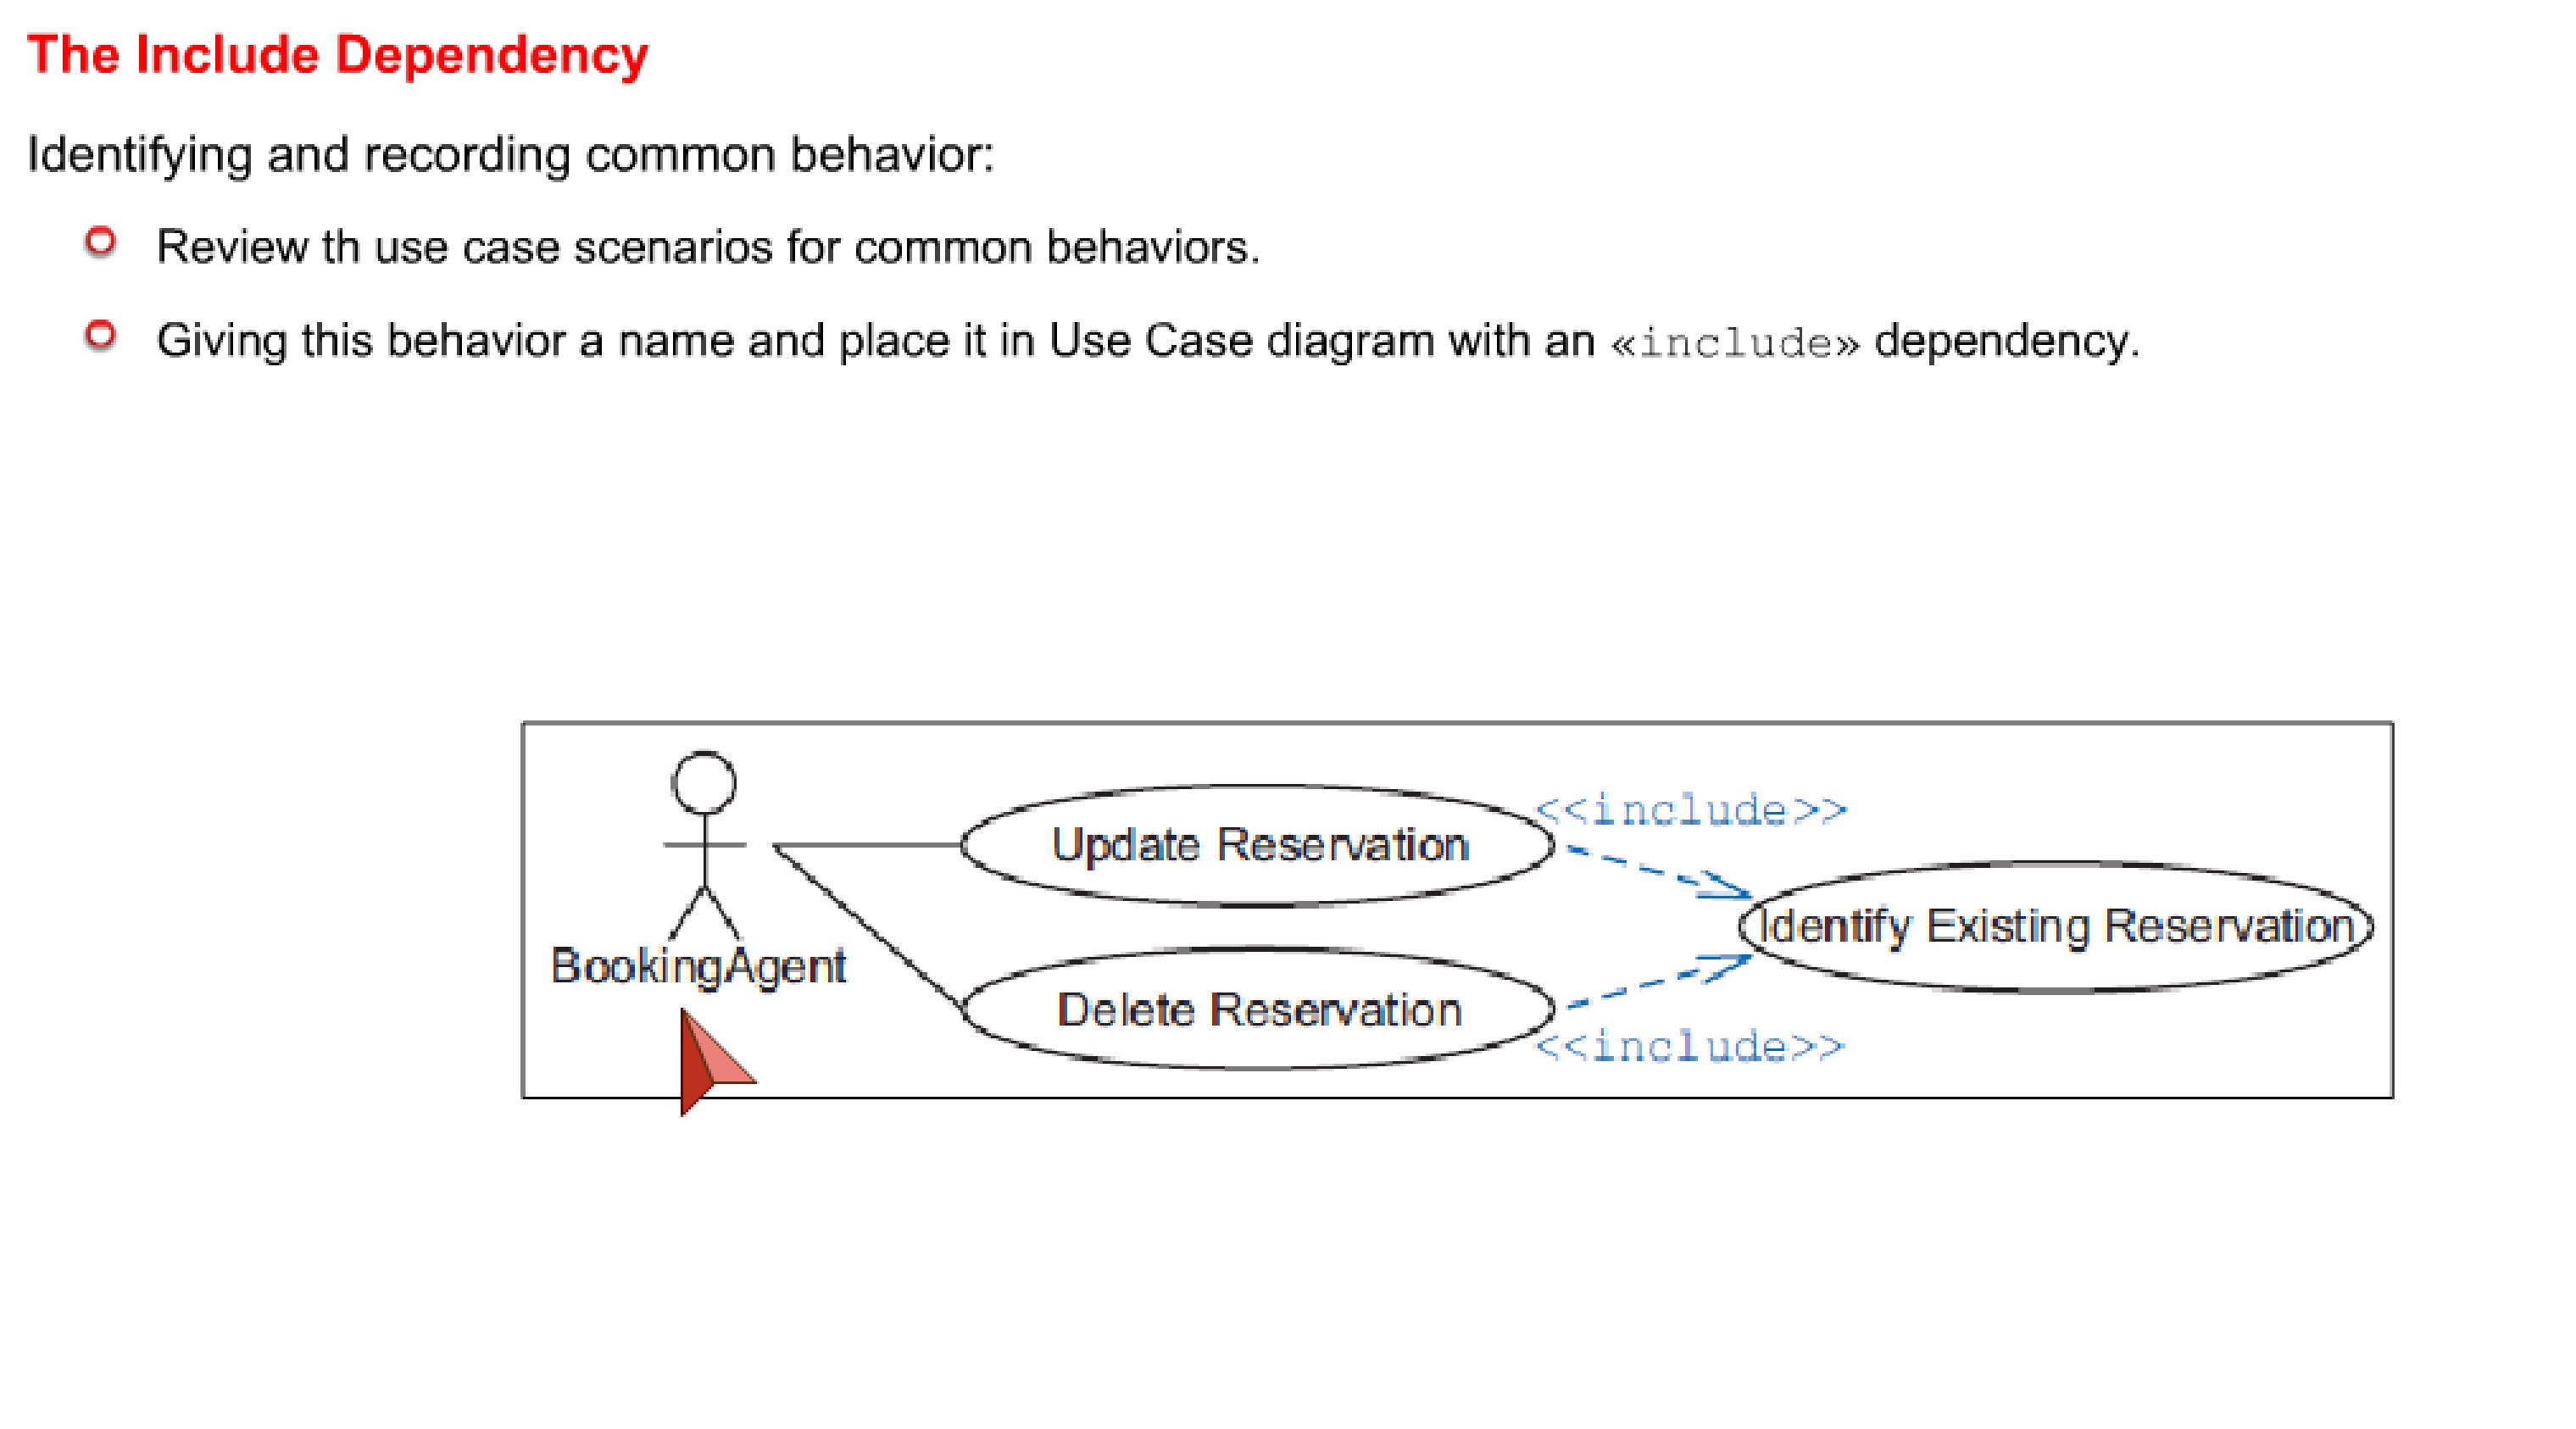 The Include Dependency
Identifying and recording common behavior:
Review th use case scenarios for common behaviors.
Giving this behavior a name and place it in Use Case diagram with an «include» dependency.
<<include>>
Update Reservation
Identify Existing Reservation
BookingAgent
Delete Reservation
<<include>>